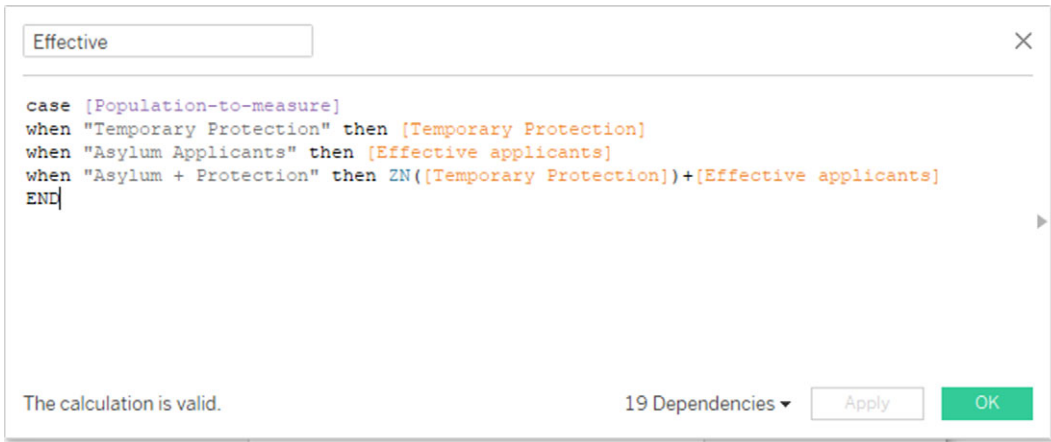 Effective
case [Population-to-measure]
when "Temporary Protection" then [Temporary Protection]
when "Asylum Applicants" then [Effective applicants]
when "Asylum + Protection" then ZN([Temporary Protection])+[Effective applicants]
END
The calculation is valid.
19 Dependencies
Apply
OK